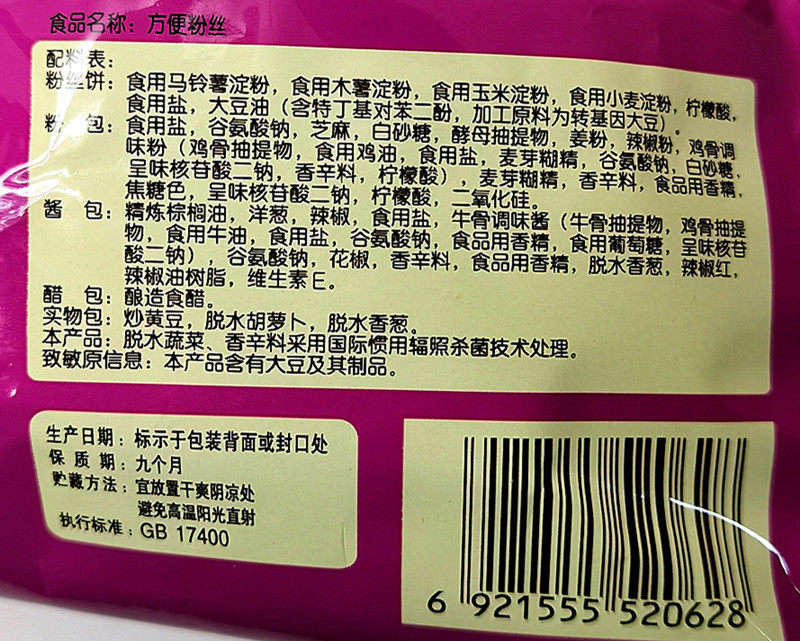 食品名称：方便粉丝
配料表：
粉丝饼：食用马铃薯淀粉，食用木薯淀粉，食用玉米淀粉，食用小麦淀粉，柠檬酸，
食用盐，大豆油（含特丁基对苯二酚，加工原料为转基因大豆）。
粉 包：食用盐，谷氨酸钠，芝麻，白砂糖，酵母抽提物，姜粉，辣椒粉，鸡骨调
味粉（鸡骨抽提物，食用鸡油，食用盐，麦芽糊精，谷氨酸钠，白砂糖，
呈味核苷酸二钠，香辛料，柠檬酸），麦芽糊精，香辛料，食品用香精，
焦糖色，呈味核苷酸二钠，柠檬酸，二氧化硅。
酱 包：精炼棕榈油，洋葱，辣椒，食用盐，牛骨调味酱（牛骨抽提物，鸡骨抽提
物，食用牛油，食用盐，谷氨酸钠，食品用香精，食用葡萄糖，呈味核苷
酸二钠），谷氨酸钠，花椒，香辛料，食品用香精，脱水香葱，辣椒红，
辣椒油树脂，维生素E。
醋 包：酿造食醋。
实物包：炒黄豆，脱水胡萝卜，脱水香葱。
本产品：脱水蔬菜、香辛料采用国际惯用辐照杀菌技术处理。
致敏原信息：本产品含有大豆及其制品。
生产日期：标示于包装背面或封口处
保 质 期：九个月
贮藏方法：宜放置干爽阴凉处
避免高温阳光直射
执行标准：GB 17400
6 921555 520628